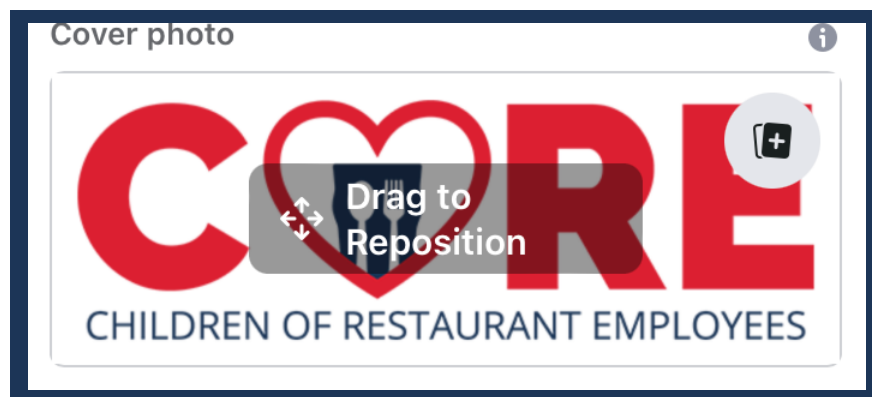 Cover photo
CORE
Drag to
Reposition
CHILDREN OF RESTAURANT EMPLOYEES